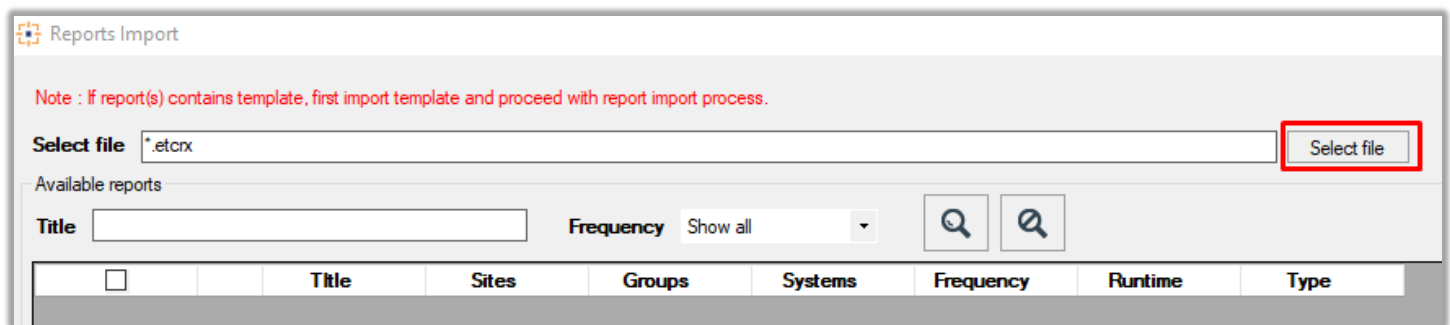 Reports Import
Note : If report(s) contains template, first import template and proceed with report import process.
Select file *.etcrx Select file
Available reports
Title Frequency Show all
Title Sites Groups Systems Frequency Runtime Type